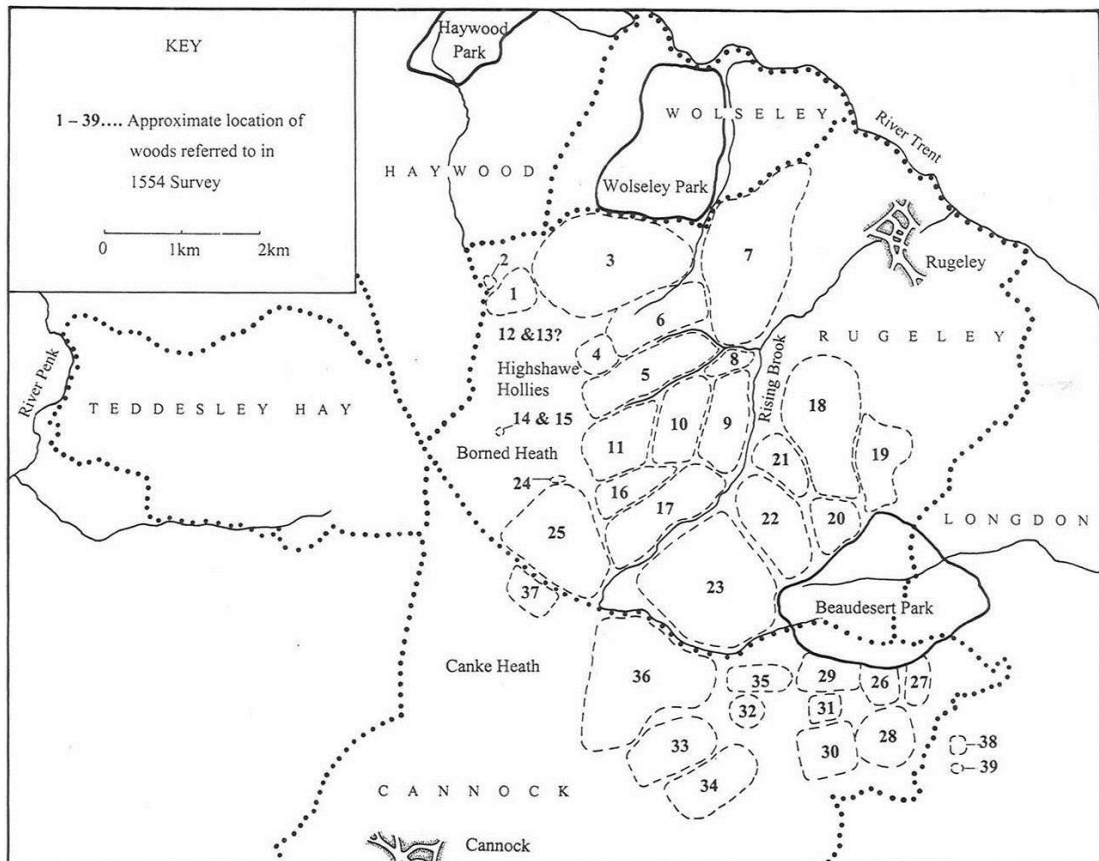 KEY
1 – 39.... Approximate location of
woods referred to in
1554 Survey
0 1km 2km
Haywood
Park
HAYWOOD
WOLSELEY
Wolseley Park
River Trent
Rugeley
RUGELEY
River Penk
TEDDESLEY HAY
2
1
3
7
6
12 &13?
4
Highshawe
Hollies
5
8
Rising Brook
14 & 15
Borned Heath
11
10
9
18
19
21
24
16
17
25
22
20
LONGDON
37
23
Beaudesert Park
Canke Heath
36
35
29
26
27
32
31
33
30
28
38
39
34
CANNOCK
Cannock